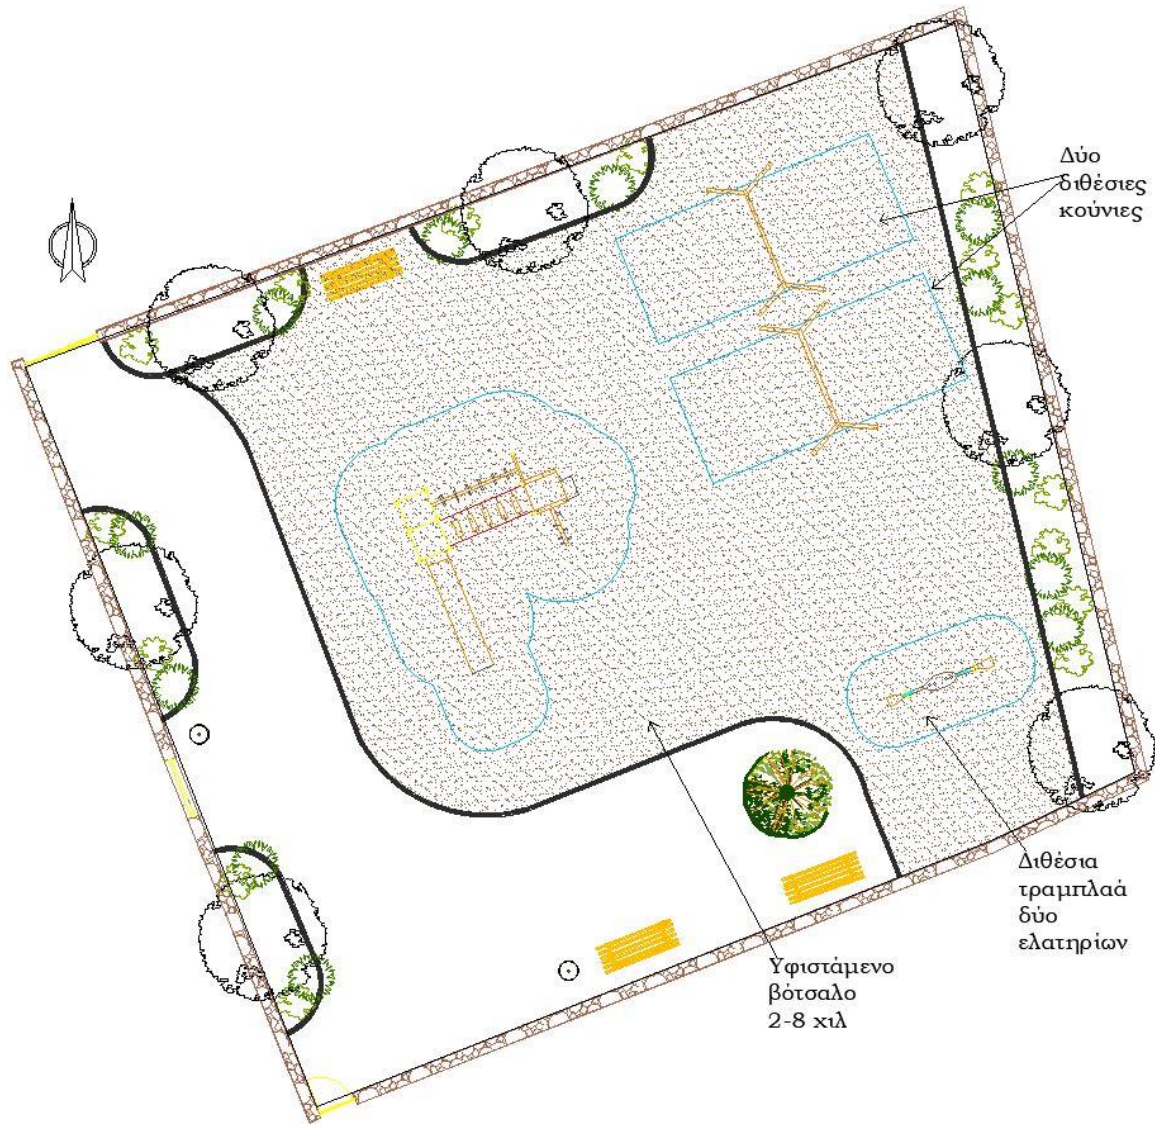 Δύο
διθέσιες
κούνιες
Διθέσια
τραμπλαά
δύο
ελατηρίων
Υφιστάμενο
βότσαλο
2-8 χιλ